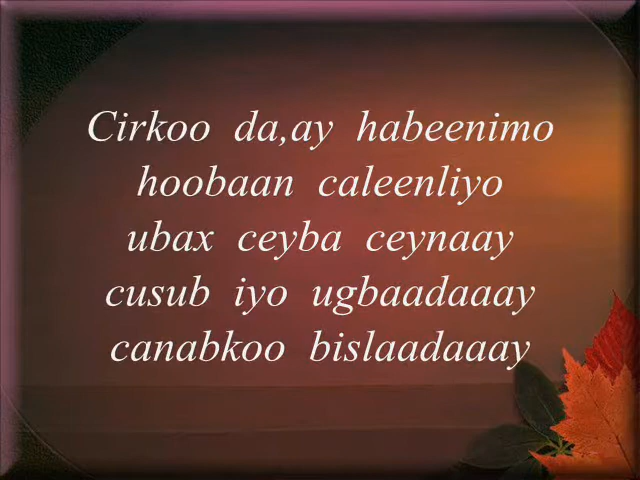 Cirkoo da,ay habeenimo
hoobaan caleenliyo
ubax ceyba ceynaay
cusub iyo ugbaadaaay
canabkoo bislaadaaay